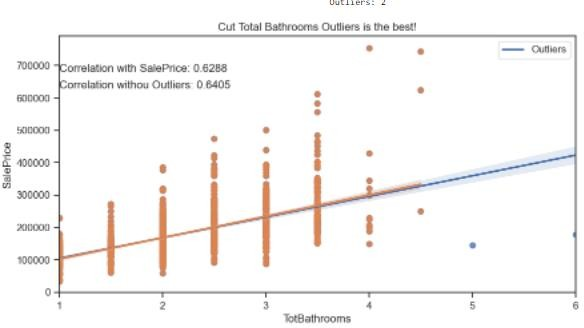 Outliers: 2
Cut Total Bathrooms Outliers is the best!
Outliers
Correlation with SalePrice: 0.6288
Correlation withou Outliers: 0.6405
700000
600000
500000
400000
300000
200000
100000
0
SalePrice
1 2 3 4 5 6
TotBathrooms